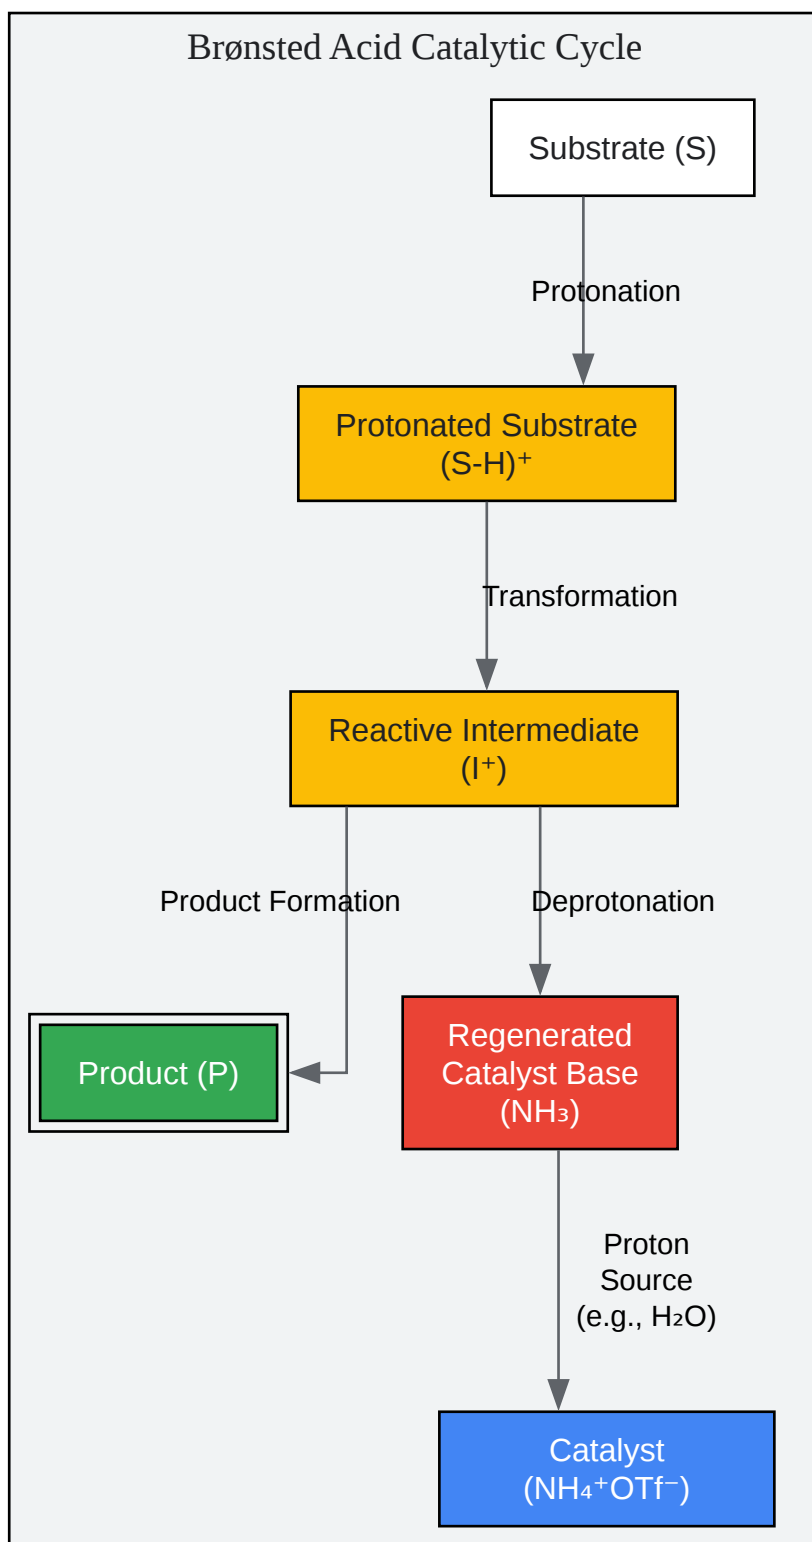 Brønsted Acid Catalytic Cycle
Substrate (S)
Protonation
Protonated Substrate
(S-H)⁺
Transformation
Reactive Intermediate
(I⁺)
Product Formation
Deprotonation
Regenerated
Catalyst Base
(NH₃)
Product (P)
Proton
Source
(e.g., H₂O)
Catalyst
(NH₄⁺OTf⁻)